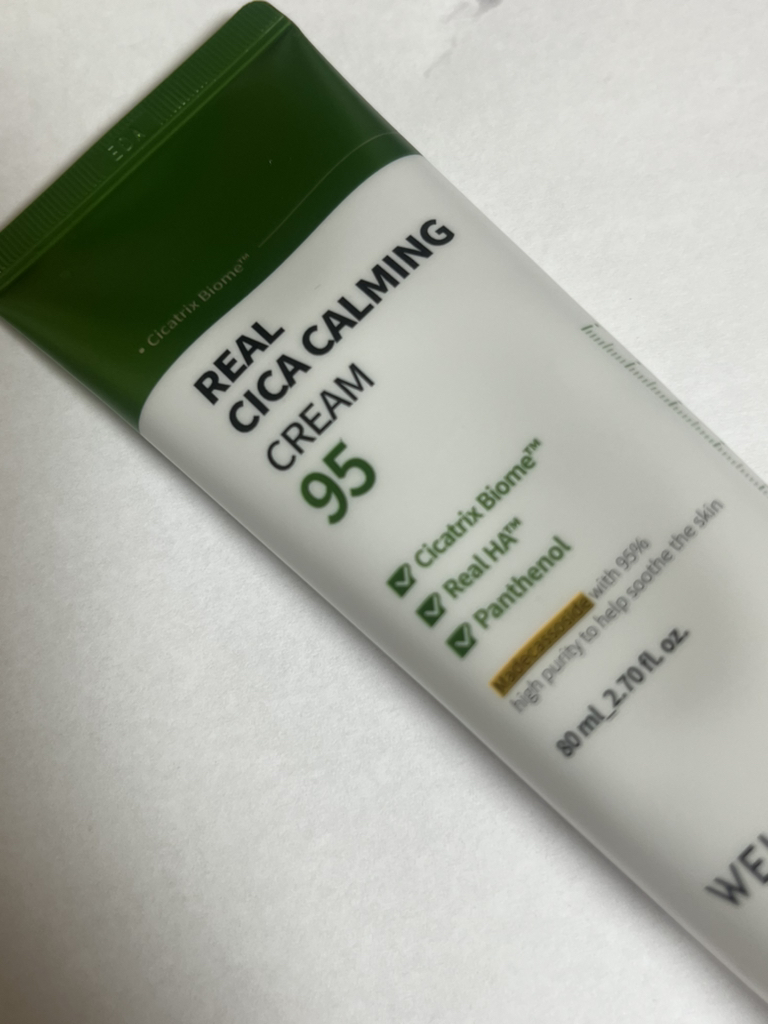 • Cicatrix Biome™
REAL
CICA CALMING
CREAM
95
Cicatrix Biome™
Real HA™
Panthenol
Madecassoside with 95%
high purity to help soothe the skin
80 ml_2.70 fl. oz.